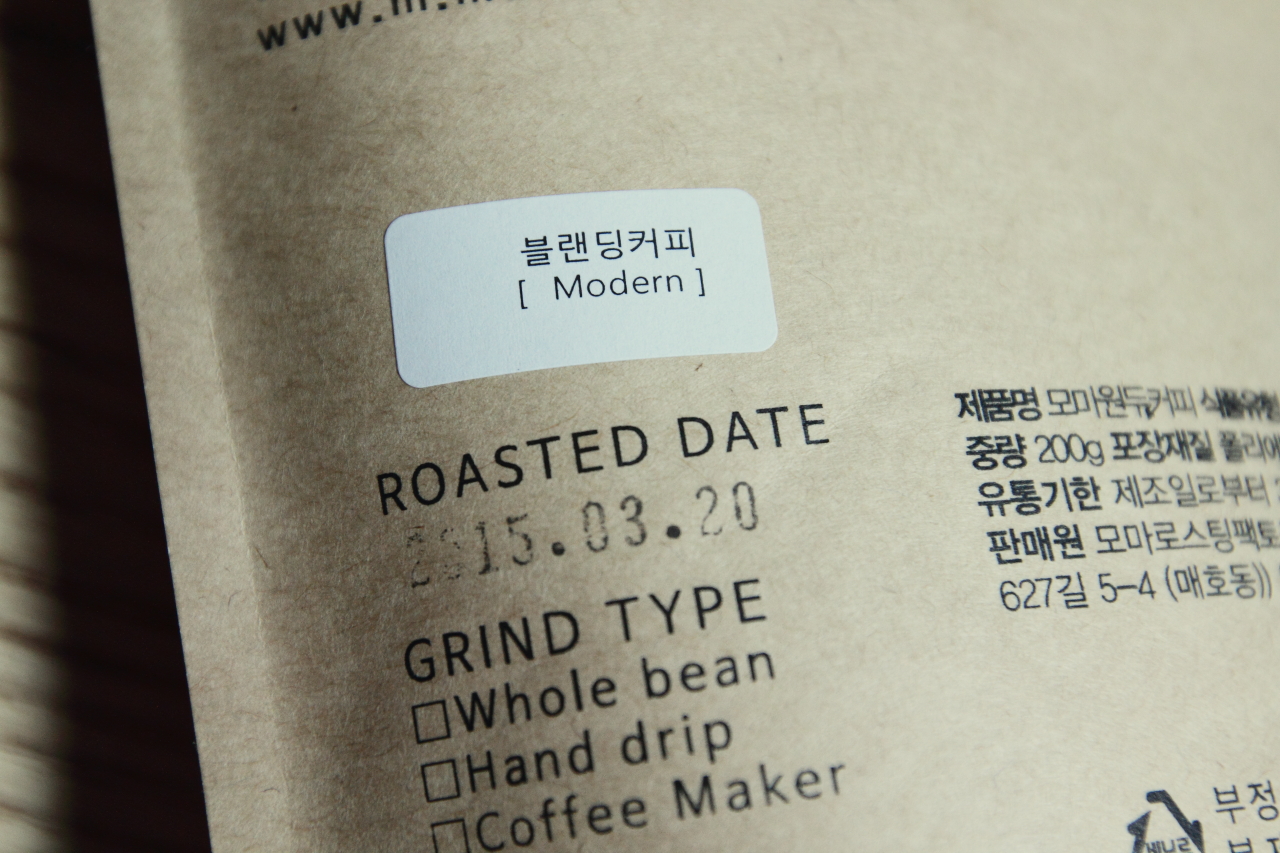 블랜딩커피
[ Modern ]
ROASTED DATE
2015.03.20
GRIND TYPE
□Whole bean
□Hand drip
□Coffee Maker
제품명 모마원두커피
중량 200g 포장재질
유통기한 제조일로부터
판매원 모마로스팅팩토
627길 5-4 (매호동))
부정